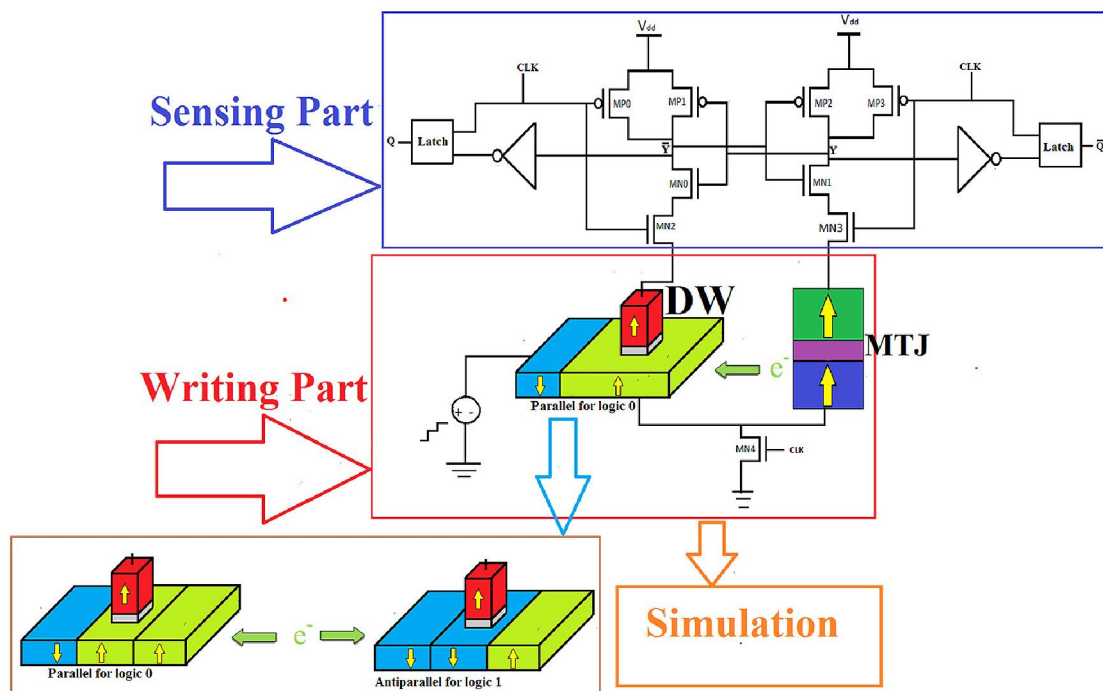 Sensing Part
Vdd
Vdd
CLK
CLK
MP0
MP1
MP2
MP3
Q
Latch
Y̅
Y
Latch
Q̅
MN0
MN1
MN2
MN3
Writing Part
DW
MTJ
e-
+ -
Parallel for logic 0
MN4
CLK
e-
Parallel for logic 0
Antiparallel for logic 1
Simulation